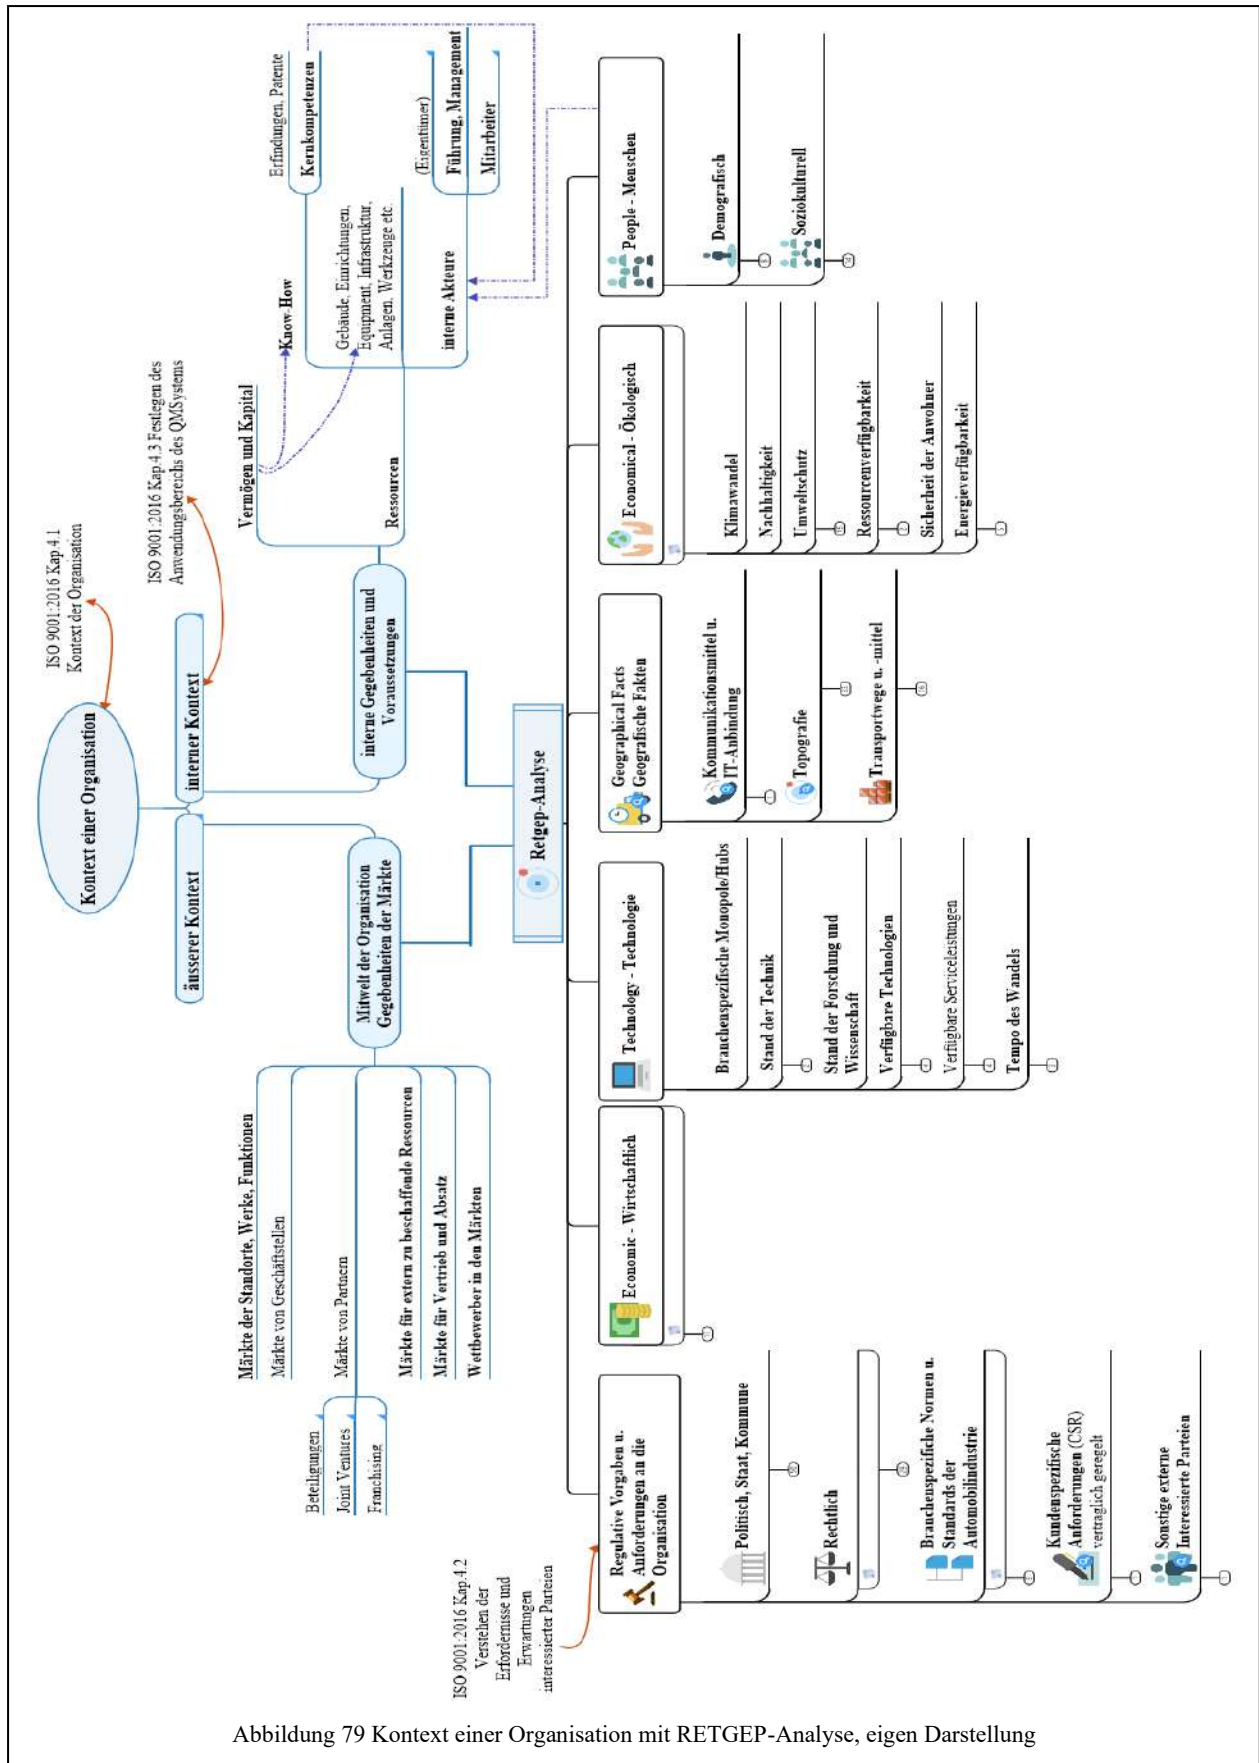 Kontext einer Organisation
ISO 9001:2016 Kap.4.1
Kontext der Organisation
äusserer Kontext
interner Kontext
ISO 9001:2016 Kap.4.3 Festlegen des
Anwendungsbereichs des QMSystems
Mitwelt der Organisation
Gegebenheiten der Märkte
Märkte der Standorte, Werke, Funktionen
Märkte von Geschäftstellen
Märkte von Partnern
Beteiligungen
Joint Ventures
Franchising
Märkte für extern zu beschaffende Ressourcen
Märkte für Vertrieb und Absatz
Wettbewerber in den Märkten
interne Gegebenheiten und
Voraussetzungen
Vermögen und Kapital
Ressourcen
Know-How
Erfindungen, Patente
Kernkompetenzen
Gebäude, Einrichtungen,
Equipment, Infrastruktur,
Anlagen, Werkzeuge etc.
interne Akteure
(Eigentümer)
Führung, Management
Mitarbeiter
Retgep-Analyse
ISO 9001:2016 Kap.4.2
Verstehen der
Erfordernisse und
Erwartungen
interessierter Parteien
Regulative Vorgaben u.
Anforderungen an die
Organisation
Politisch, Staat, Kommune
Rechtlich
Branchenspezifische Normen u.
Standards der
Automobilindustrie
Kundenspezifische
Anforderungen (CSR)
vertraglich geregelt
Sonstige externe
Interessierte Parteien
Economic - Wirtschaftlich
Technology - Technologie
Branchenspezifische Monopole/Hubs
Stand der Technik
Stand der Forschung und
Wissenschaft
Verfügbare Technologien
Verfügbare Serviceleistungen
Tempo des Wandels
Geographical Facts
Geografische Fakten
Kommunikationsmittel u.
IT-Anbindung
Topografie
Transportwege u. -mittel
Economical - Ökologisch
Klimawandel
Nachhaltigkeit
Umweltschutz
Ressourcenverfügbarkeit
Sicherheit der Anwohner
Energieverfügbarkeit
People - Menschen
Demografisch
Soziokulturell
Abbildung 79 Kontext einer Organisation mit RETGEP-Analyse, eigen Darstellung